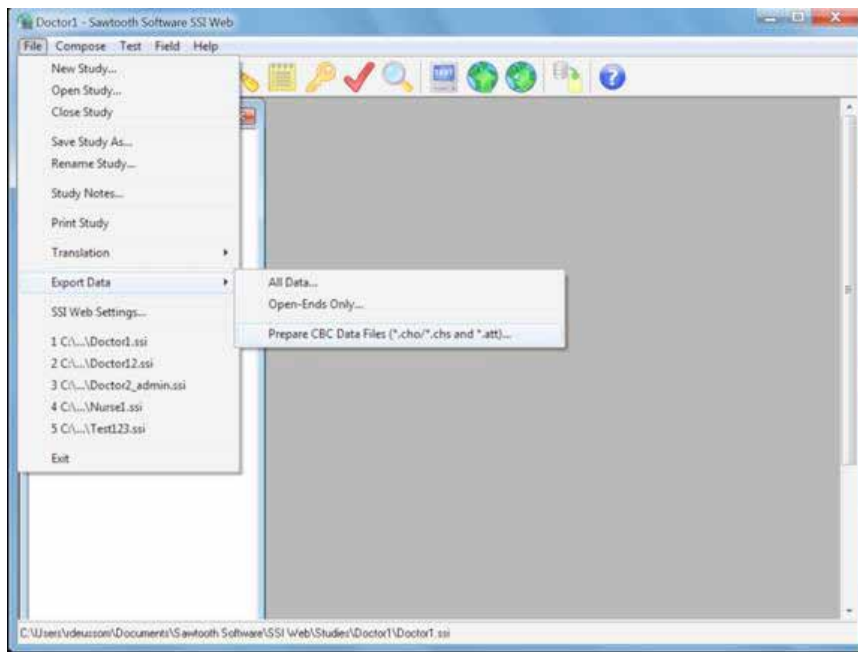 Doctor1 - Sawtooth Software SSI Web
File Compose Test Field Help
New Study...
Open Study...
Close Study
Save Study As...
Rename Study...
Study Notes...
Print Study
Translation
Export Data
All Data...
Open-Ends Only...
Prepare CBC Data Files (*.cho/*.chs and *.att)...
SSI Web Settings...
1 C:\...\Doctor1.ssi
2 C:\...\Doctor12.ssi
3 C:\...\Doctor2_admin.ssi
4 C:\...\Nurse1.ssi
5 C:\...\Test123.ssi
Exit
C:\Users\rdeussom\Documents\Sawtooth Software\SSI Web\Studies\Doctor1\Doctor1.ssi